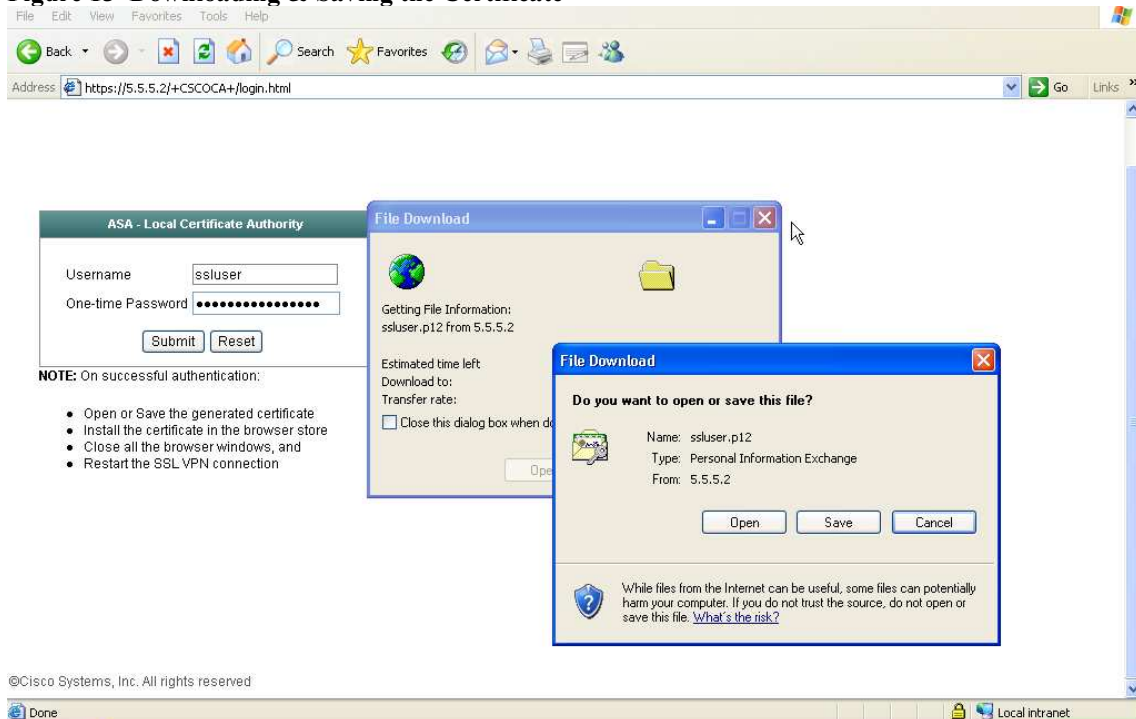 Figure 13 Downloading & Saving the Certificate
File Edit View Favorites Tools Help
Back Search Favorites
Address https://5.5.5.2/+CSCOCA+/login.html Go Links »
ASA - Local Certificate Authority
Username ssluser
One-time Password ••••••••••••••••
Submit Reset
NOTE: On successful authentication:
• Open or Save the generated certificate
• Install the certificate in the browser store
• Close all the browser windows, and
• Restart the SSL VPN connection
File Download
Getting File Information:
ssluser.p12 from 5.5.5.2
Estimated time left
Download to:
Transfer rate:
Close this dialog box when do
Ope
File Download
Do you want to open or save this file?
Name: ssluser.p12
Type: Personal Information Exchange
From: 5.5.5.2
Open Save Cancel
While files from the Internet can be useful, some files can potentially
harm your computer. If you do not trust the source, do not open or
save this file. What's the risk?
©Cisco Systems, Inc. All rights reserved
Done Local intranet